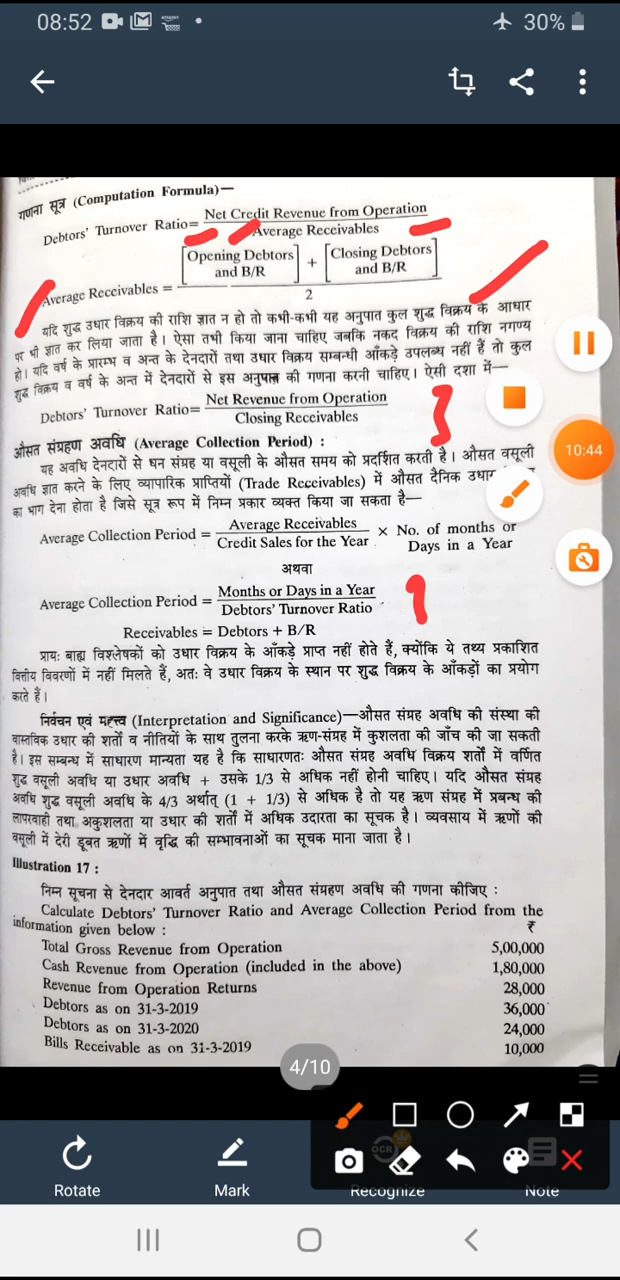 08:52
30%
गणना सूत्र (Computation Formula)—
Debtors' Turnover Ratio= Net Credit Revenue from Operation
Average Receivables
Average Receivables = [Opening Debtors and B/R] + [Closing Debtors and B/R]
2
यदि शुद्ध उधार विक्रय की राशि ज्ञात न हो तो कभी-कभी यह अनुपात कुल शुद्ध विक्रय के आधार
पर भी ज्ञात कर लिया जाता है। ऐसा तभी किया जाना चाहिए जबकि नकद विक्रय की राशि नगण्य
हो। यदि वर्ष के प्रारम्भ व अन्त के देनदारों तथा उधार विक्रय सम्बन्धी आँकड़े उपलब्ध नहीं हैं तो कुल
शुद्ध विक्रय व वर्ष के अन्त में देनदारों से इस अनुपात की गणना करनी चाहिए। ऐसी दशा में—
Debtors' Turnover Ratio= Net Revenue from Operation
Closing Receivables
औसत संग्रहण अवधि (Average Collection Period) :
यह अवधि देनदारों से धन संग्रह या वसूली के औसत समय को प्रदर्शित करती है। औसत वसूली
अवधि ज्ञात करने के लिए व्यापारिक प्राप्तियों (Trade Receivables) में औसत दैनिक उधार
का भाग देना होता है जिसे सूत्र रूप में निम्न प्रकार व्यक्त किया जा सकता है—
Average Collection Period = Average Receivables × No. of months or
Credit Sales for the Year Days in a Year
अथवा
Average Collection Period = Months or Days in a Year
Debtors' Turnover Ratio
Receivables = Debtors + B/R
प्रायः बाह्य विश्लेषकों को उधार विक्रय के आँकड़े प्राप्त नहीं होते हैं, क्योंकि ये तथ्य प्रकाशित
वित्तीय विवरणों में नहीं मिलते हैं, अतः वे उधार विक्रय के स्थान पर शुद्ध विक्रय के आँकड़ों का प्रयोग
करते हैं।
निर्वचन एवं महत्त्व (Interpretation and Significance)—औसत संग्रह अवधि की संस्था की
वास्तविक उधार की शर्तों व नीतियों के साथ तुलना करके ऋण-संग्रह में कुशलता की जाँच की जा सकती
है। इस सम्बन्ध में साधारण मान्यता यह है कि साधारणतः औसत संग्रह अवधि विक्रय शर्तों में वर्णित
शुद्ध वसूली अवधि या उधार अवधि + उसके 1/3 से अधिक नहीं होनी चाहिए। यदि औसत संग्रह
अवधि शुद्ध वसूली अवधि के 4/3 अर्थात् (1 + 1/3) से अधिक है तो यह ऋण संग्रह में प्रबन्ध की
लापरवाही तथा अकुशलता या उधार की शर्तों में अधिक उदारता का सूचक है। व्यवसाय में ऋणों की
वसूली में देरी डूबत ऋणों में वृद्धि की सम्भावनाओं का सूचक माना जाता है।
Illustration 17 :
निम्न सूचना से देनदार आवर्त अनुपात तथा औसत संग्रहण अवधि की गणना कीजिए :
Calculate Debtors' Turnover Ratio and Average Collection Period from the
information given below : ₹
Total Gross Revenue from Operation 5,00,000
Cash Revenue from Operation (included in the above) 1,80,000
Revenue from Operation Returns 28,000
Debtors as on 31-3-2019 36,000
Debtors as on 31-3-2020 24,000
Bills Receivable as on 31-3-2019 10,000
10:44
4/10
OCR
Rotate Mark Recognize Note